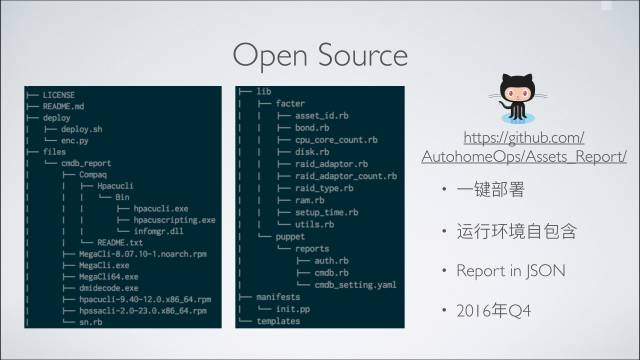 Open Source
├── LICENSE
├── README.md
├── deploy
│   ├── deploy.sh
│   └── enc.py
├── files
│   └── cmdb_report
│       ├── Compaq
│       │   ├── Hpacucli
│       │   │   └── Bin
│       │   │       ├── hpacucli.exe
│       │   │       ├── hpacuscripting.exe
│       │   │       └── infomgr.dll
│       │   └── README.txt
│       ├── MegaCli-8.07.10-1.noarch.rpm
│       ├── MegaCli.exe
│       ├── MegaCli64.exe
│       ├── dmidecode.exe
│       ├── hpacucli-9.40-12.0.x86_64.rpm
│       ├── hpssacli-2.0-23.0.x86_64.rpm
│       └── sn.rb
├── lib
│   ├── facter
│   │   ├── asset_id.rb
│   │   ├── bond.rb
│   │   ├── cpu_core_count.rb
│   │   ├── disk.rb
│   │   ├── raid_adaptor.rb
│   │   ├── raid_adaptor_count.rb
│   │   ├── raid_type.rb
│   │   ├── ram.rb
│   │   ├── setup_time.rb
│   │   └── utils.rb
│   └── puppet
│       └── reports
│           ├── auth.rb
│           ├── cmdb.rb
│           └── cmdb_setting.yaml
├── manifests
│   └── init.pp
└── templates
https://github.com/
AutohomeOps/Assets_Report/
• 一键部署
• 运行环境自包含
• Report in JSON
• 2016年Q4